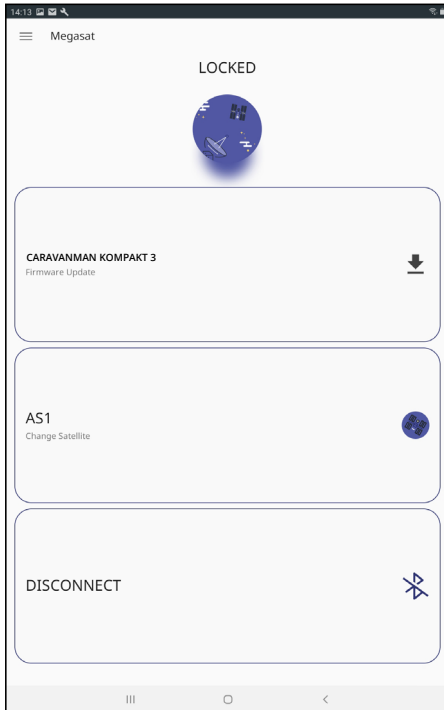 14:13
Megasat
LOCKED
CARAVANMAN KOMPAKT 3
Firmware Update
AS1
Change Satellite
DISCONNECT